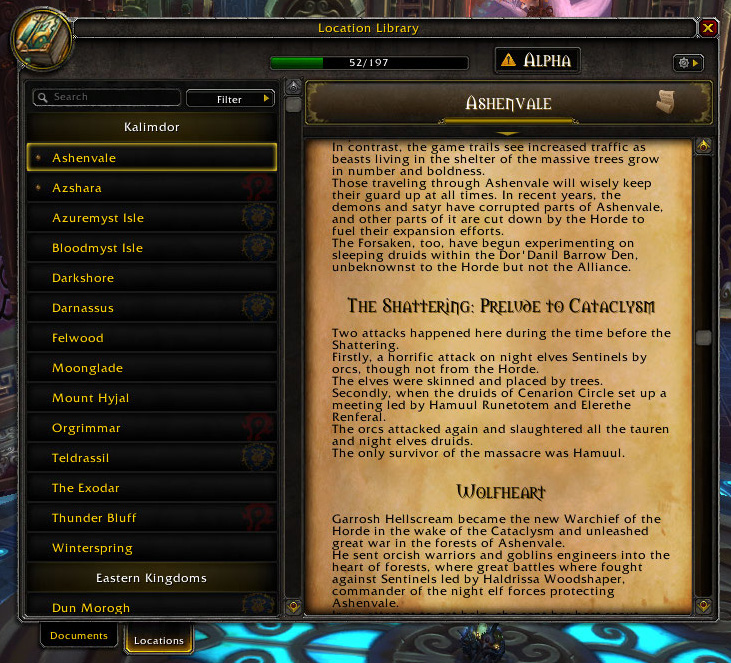 Location Library
52/197
Alpha
Search
Filter
Kalimdor
Ashenvale
Azshara
Azuremyst Isle
Bloodmyst Isle
Darkshore
Darnassus
Felwood
Moonglade
Mount Hyjal
Orgrimmar
Teldrassil
The Exodar
Thunder Bluff
Winterspring
Eastern Kingdoms
Dun Morogh
Documents
Locations
Ashenvale
In contrast, the game trails see increased traffic as
beasts living in the shelter of the massive trees grow
in number and boldness.
Those traveling through Ashenvale will wisely keep
their guard up at all times. In recent years, the
demons and satyr have corrupted parts of Ashenvale,
and other parts of it are cut down by the Horde to
fuel their expansion efforts.
The Forsaken, too, have begun experimenting on
sleeping druids within the Dor'Danil Barrow Den,
unbeknownst to the Horde but not the Alliance.
The Shattering: Prelude to Cataclysm
Two attacks happened here during the time before the
Shattering.
Firstly, a horrific attack on night elves Sentinels by
orcs, though not from the Horde.
The elves were skinned and placed by trees.
Secondly, when the druids of Cenarion Circle set up a
meeting led by Hamuul Runetotem and Elerethe
Renferal.
The orcs attacked again and slaughtered all the tauren
and night elves druids.
The only survivor of the massacre was Hamuul.
Wolfheart
Garrosh Hellscream became the new Warchief of the
Horde in the wake of the Cataclysm and unleashed
great war in the forests of Ashenvale.
He sent orcish warriors and goblins engineers into the
heart of forests, where great battles where fought
against Sentinels led by Haldrissa Woodshaper,
commander of the night elf forces protecting
Ashenvale.